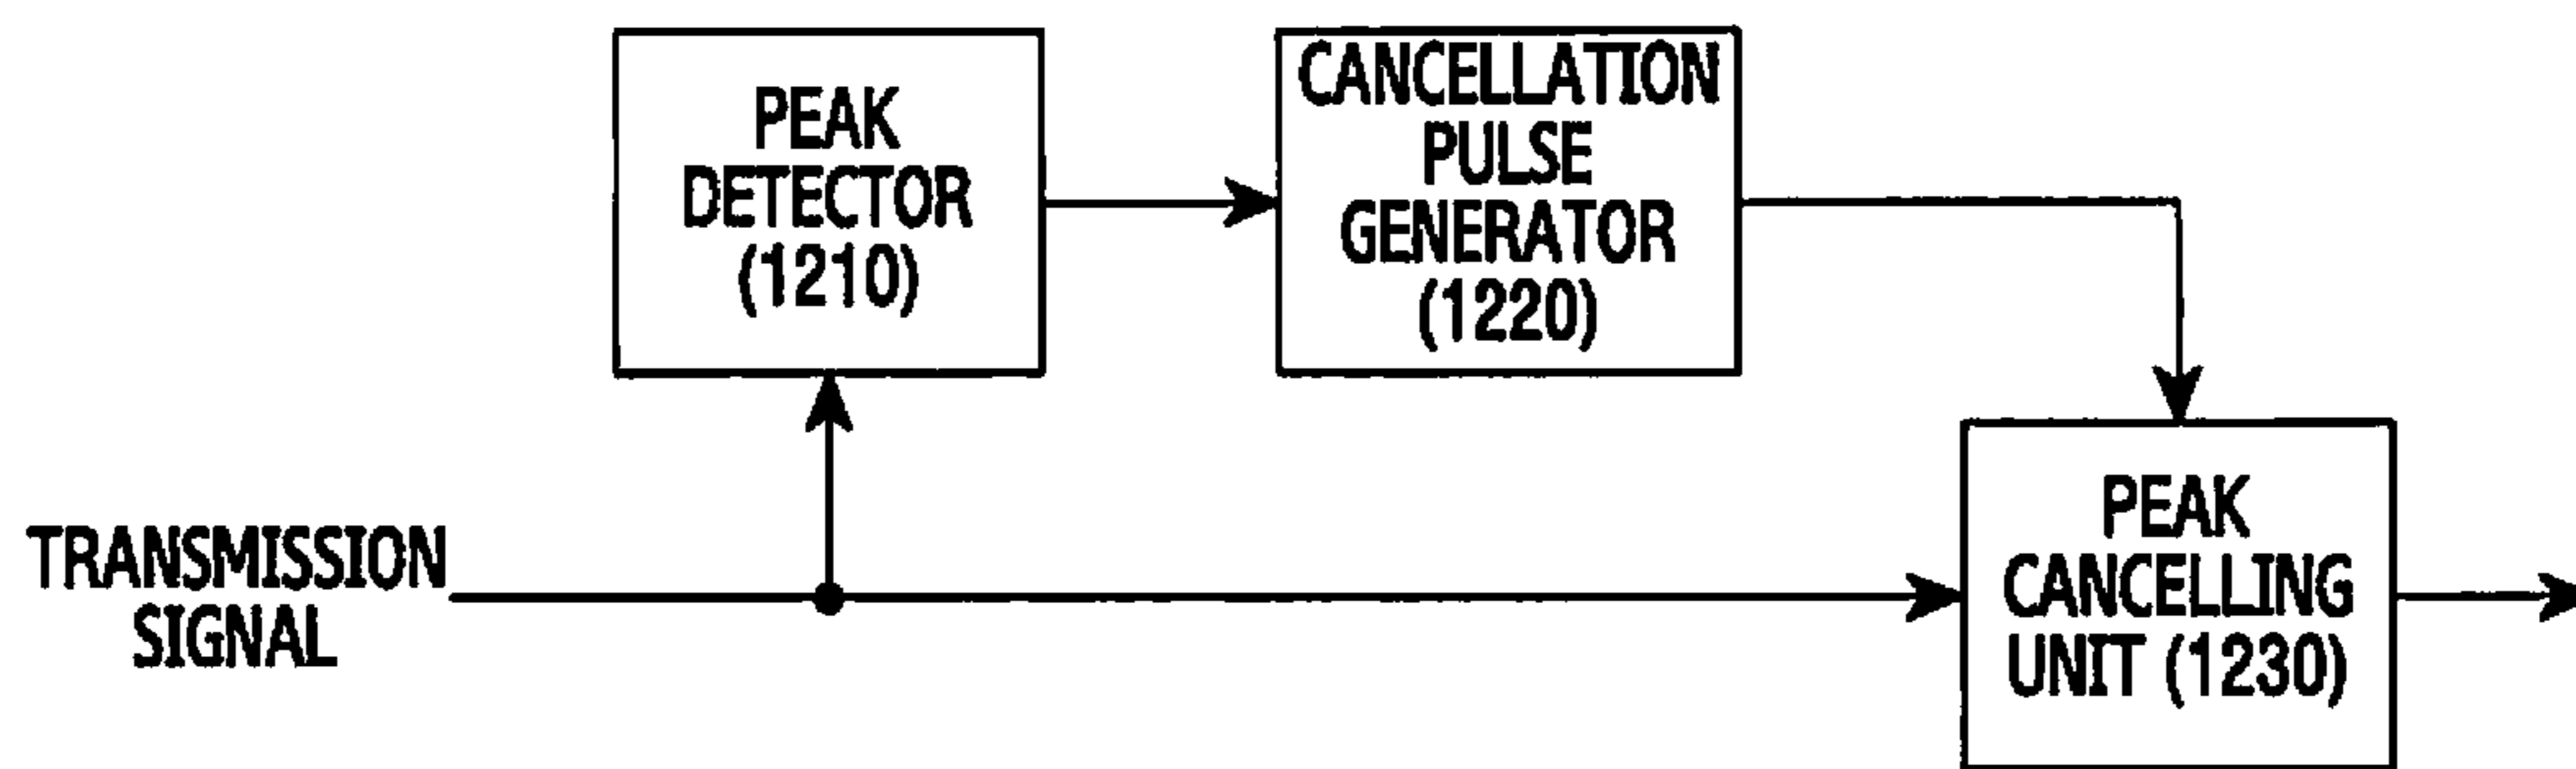 PEAK
DETECTOR
(1210)
CANCELLATION
PULSE
GENERATOR
(1220)
TRANSMISSION
SIGNAL
PEAK
CANCELLING
UNIT (1230)